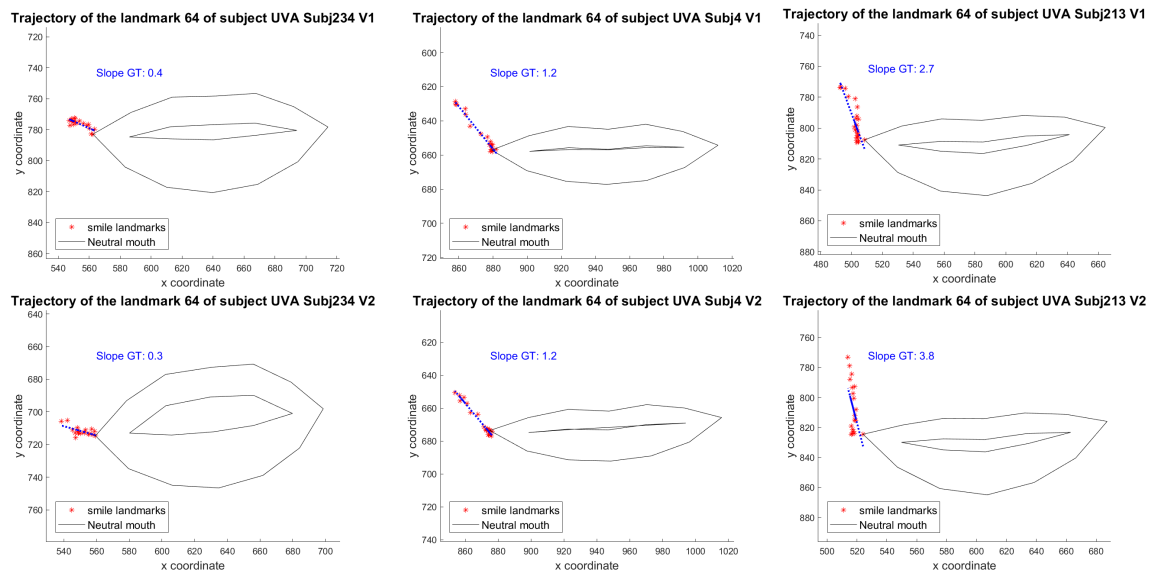 Trajectory of the landmark 64 of subject UVA Subj234 V1
720
740
760
780
800
820
840
860
y coordinate
Slope GT: 0.4
smile landmarks
Neutral mouth
540 560 580 600 620 640 660 680 700 720
x coordinate
Trajectory of the landmark 64 of subject UVA Subj4 V1
600
620
640
660
680
700
720
y coordinate
Slope GT: 1.2
smile landmarks
Neutral mouth
860 880 900 920 940 960 980 1000 1020
x coordinate
Trajectory of the landmark 64 of subject UVA Subj213 V1
740
760
780
800
820
840
860
880
y coordinate
Slope GT: 2.7
smile landmarks
Neutral mouth
480 500 520 540 560 580 600 620 640 660
x coordinate
Trajectory of the landmark 64 of subject UVA Subj234 V2
640
660
680
700
720
740
760
y coordinate
Slope GT: 0.3
smile landmarks
Neutral mouth
540 560 580 600 620 640 660 680 700
x coordinate
Trajectory of the landmark 64 of subject UVA Subj4 V2
600
620
640
660
680
700
720
740
y coordinate
Slope GT: 1.2
smile landmarks
Neutral mouth
860 880 900 920 940 960 980 1000 1020
x coordinate
Trajectory of the landmark 64 of subject UVA Subj213 V2
760
780
800
820
840
860
880
y coordinate
Slope GT: 3.8
smile landmarks
Neutral mouth
500 520 540 560 580 600 620 640 660 680
x coordinate